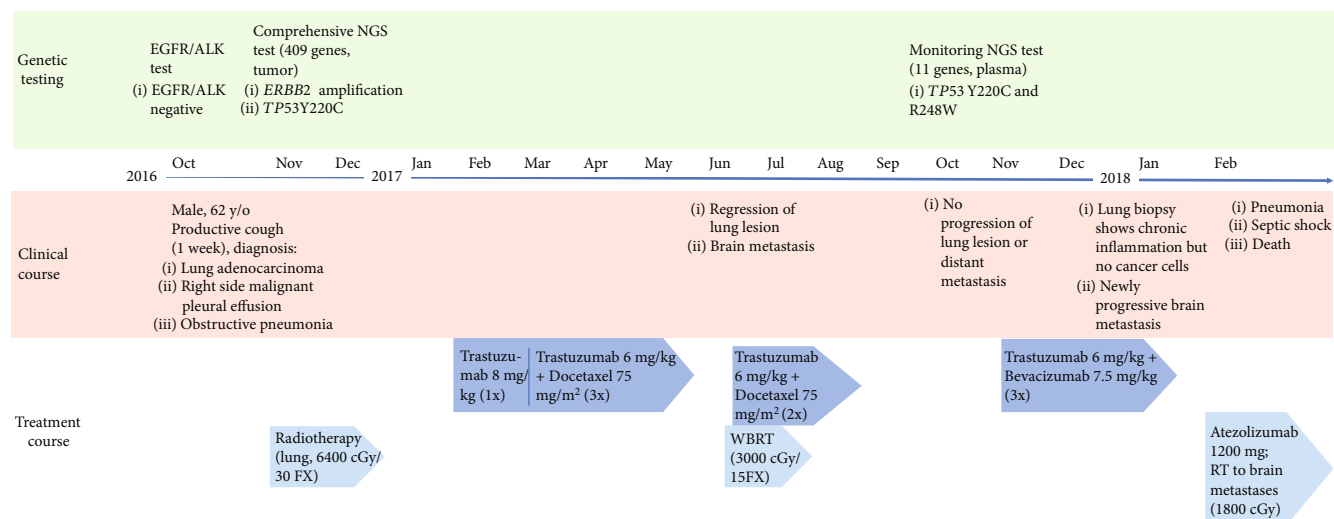 Genetic
testing
EGFR/ALK
test
(i) EGFR/ALK
negative
Comprehensive NGS
test (409 genes,
tumor)
(i) ERBB2 amplification
(ii) TP53Y220C
Monitoring NGS test
(11 genes, plasma)
(i) TP53 Y220C and
R248W
2016
Oct
Nov
Dec
2017
Jan
Feb
Mar
Apr
May
Jun
Jul
Aug
Sep
Oct
Nov
Dec
2018
Jan
Feb
Clinical
course
Male, 62 y/o
Productive cough
(1 week), diagnosis:
(i) Lung adenocarcinoma
(ii) Right side malignant
pleural effusion
(iii) Obstructive pneumonia
(i) Regression of
lung lesion
(ii) Brain metastasis
(i) No
progression of
lung lesion or
distant
metastasis
(i) Lung biopsy
shows chronic
inflammation but
no cancer cells
(ii) Newly
progressive brain
metastasis
(i) Pneumonia
(ii) Septic shock
(iii) Death
Treatment
course
Trastuzu-
mab 8 mg/
kg (1x)
Trastuzumab 6 mg/kg
+ Docetaxel 75
mg/m² (3x)
Trastuzumab
6 mg/kg +
Docetaxel 75
mg/m² (2x)
Trastuzumab 6 mg/kg +
Bevacizumab 7.5 mg/kg
(3x)
Radiotherapy
(lung, 6400 cGy/
30 FX)
WBRT
(3000 cGy/
15FX)
Atezolizumab
1200 mg;
RT to brain
metastases
(1800 cGy)